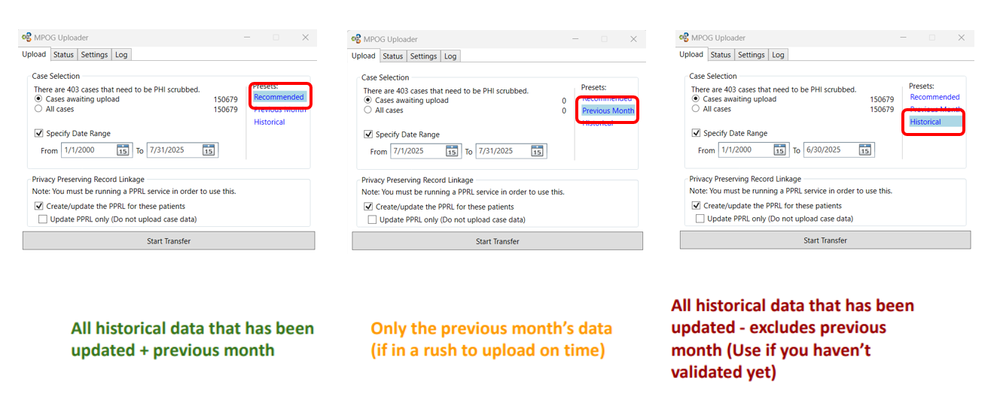 MPOG Uploader
Upload Status Settings Log
Case Selection
There are 403 cases that need to be PHI scrubbed.
Cases awaiting upload 150679
All cases 150679
Presets:
Recommended
Previous Month
Historical
Specify Date Range
From 1/1/2000 15 To 7/31/2025 15
Privacy Preserving Record Linkage
Note: You must be running a PPRL service in order to use this.
Create/update the PPRL for these patients
Update PPRL only (Do not upload case data)
Start Transfer
All historical data that has been
updated + previous month
MPOG Uploader
Upload Status Settings Log
Case Selection
There are 403 cases that need to be PHI scrubbed.
Cases awaiting upload 0
All cases 0
Presets:
Recommended
Previous Month
Historical
Specify Date Range
From 7/1/2025 15 To 7/31/2025 15
Privacy Preserving Record Linkage
Note: You must be running a PPRL service in order to use this.
Create/update the PPRL for these patients
Update PPRL only (Do not upload case data)
Start Transfer
Only the previous month's data
(if in a rush to upload on time)
MPOG Uploader
Upload Status Settings Log
Case Selection
There are 403 cases that need to be PHI scrubbed.
Cases awaiting upload 150679
All cases 150679
Presets:
Recommended
Previous Month
Historical
Specify Date Range
From 1/1/2000 15 To 6/30/2025 15
Privacy Preserving Record Linkage
Note: You must be running a PPRL service in order to use this.
Create/update the PPRL for these patients
Update PPRL only (Do not upload case data)
Start Transfer
All historical data that has been
updated - excludes previous
month (Use if you haven't
validated yet)